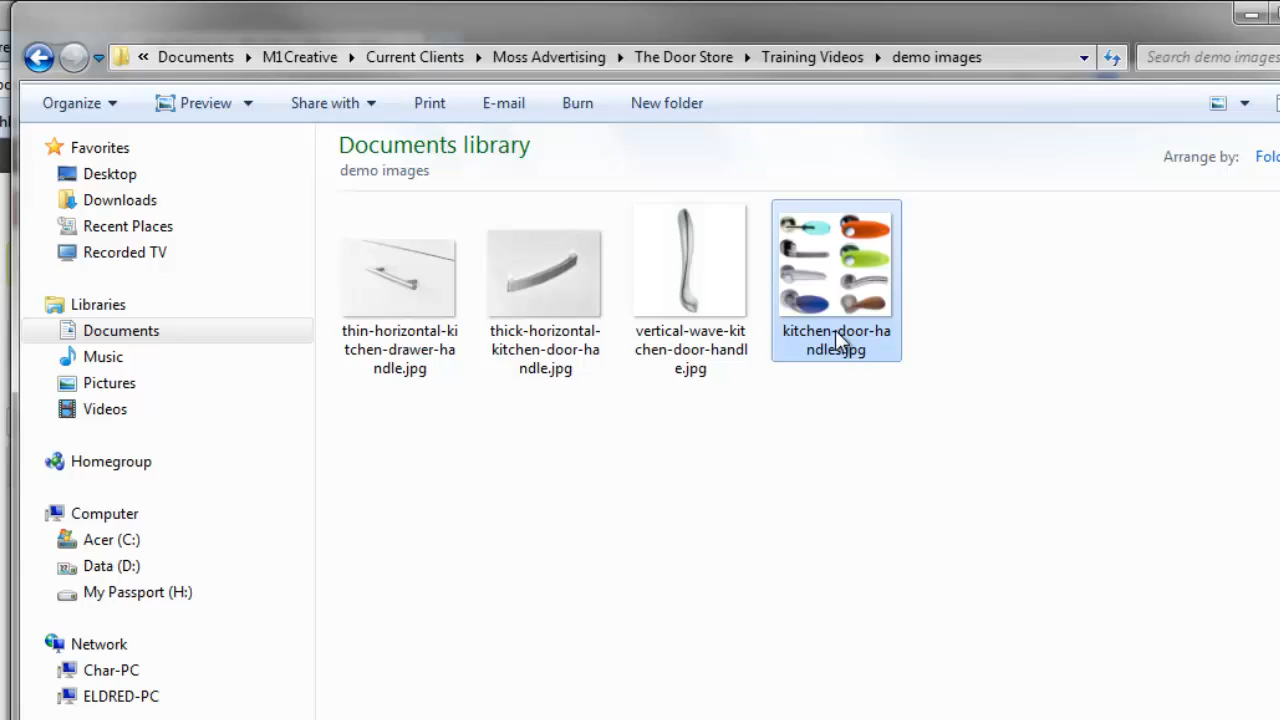 « Documents M1Creative Current Clients Moss Advertising The Door Store Training Videos demo images Search demo images
Organize Preview Share with Print E-mail Burn New folder
Documents library
demo images
Arrange by: Fol
Favorites
Desktop
Downloads
Recent Places
Recorded TV
Libraries
Documents
Music
Pictures
Videos
Homegroup
Computer
Acer (C:)
Data (D:)
My Passport (H:)
Network
Char-PC
ELDRED-PC
thin-horizontal-ki
tchen-drawer-ha
ndle.jpg
thick-horizontal-
kitchen-door-ha
ndle.jpg
vertical-wave-kit
chen-door-handl
e.jpg
kitchen-door-ha
ndles.jpg